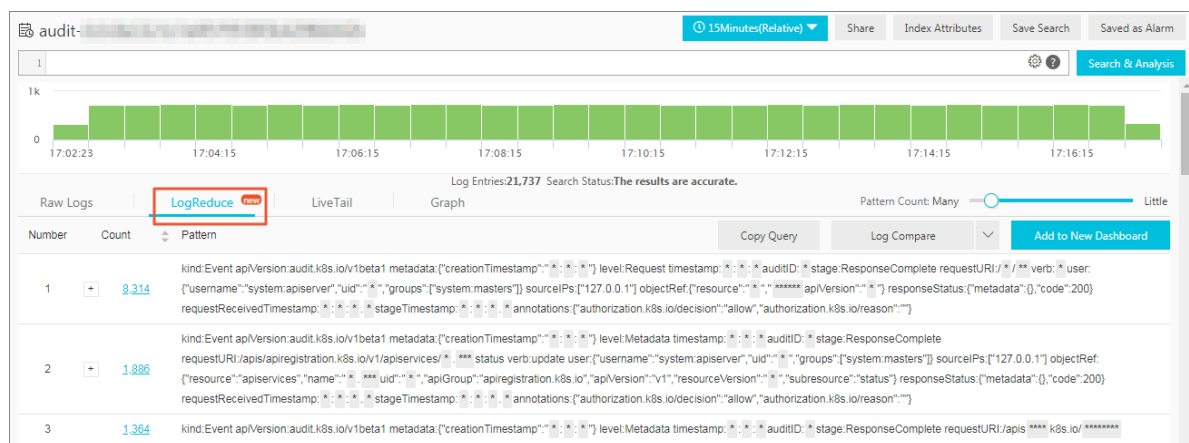 audit-
15Minutes(Relative) Share Index Attributes Save Search Saved as Alarm
1 Search & Analysis
1k
0
17:02:23 17:04:15 17:06:15 17:08:15 17:10:15 17:12:15 17:14:15 17:16:15
Log Entries:21,737 Search Status:The results are accurate.
Raw Logs LogReduce new LiveTail Graph Pattern Count: Many Little
Number Count Pattern Copy Query Log Compare Add to New Dashboard
kind:Event apiVersion:audit.k8s.io/v1beta1 metadata:{"creationTimestamp":" * : * : * "} level:Request timestamp: * : * : * auditID: * stage:ResponseComplete requestURI:/ * / ** verb: * user:
1 + 8,314 {"username":"system:apiserver","uid":" * ","groups":["system:masters"]} sourceIPs:["127.0.0.1"] objectRef:{"resource":" * "," ****** apiVersion":" * "} responseStatus:{"metadata":{},"code":200}
requestReceivedTimestamp: * : * : * . * stageTimestamp: * : * : * . * annotations:{"authorization.k8s.io/decision":"allow","authorization.k8s.io/reason":""}
kind:Event apiVersion:audit.k8s.io/v1beta1 metadata:{"creationTimestamp":" * : * : * "} level:Metadata timestamp: * : * : * auditID: * stage:ResponseComplete
requestURI:/apis/apiregistration.k8s.io/v1/apiservices/ * . *** status verb:update user:{"username":"system:apiserver","uid":" * ","groups":["system:masters"]} sourceIPs:["127.0.0.1"] objectRef:
2 + 1,886 {"resource":"apiservices","name":" * . *** uid":" * ","apiGroup":"apiregistration.k8s.io","apiVersion":"v1","resourceVersion":" * ","subresource":"status"} responseStatus:{"metadata":{},"code":200}
requestReceivedTimestamp: * : * : * . * stageTimestamp: * : * : * . * annotations:{"authorization.k8s.io/decision":"allow","authorization.k8s.io/reason":""}
3 1,364 kind:Event apiVersion:audit.k8s.io/v1beta1 metadata:{"creationTimestamp":" * : * : * "} level:Metadata timestamp: * : * : * auditID: * stage:ResponseComplete requestURI:/apis **** k8s.io/ ********